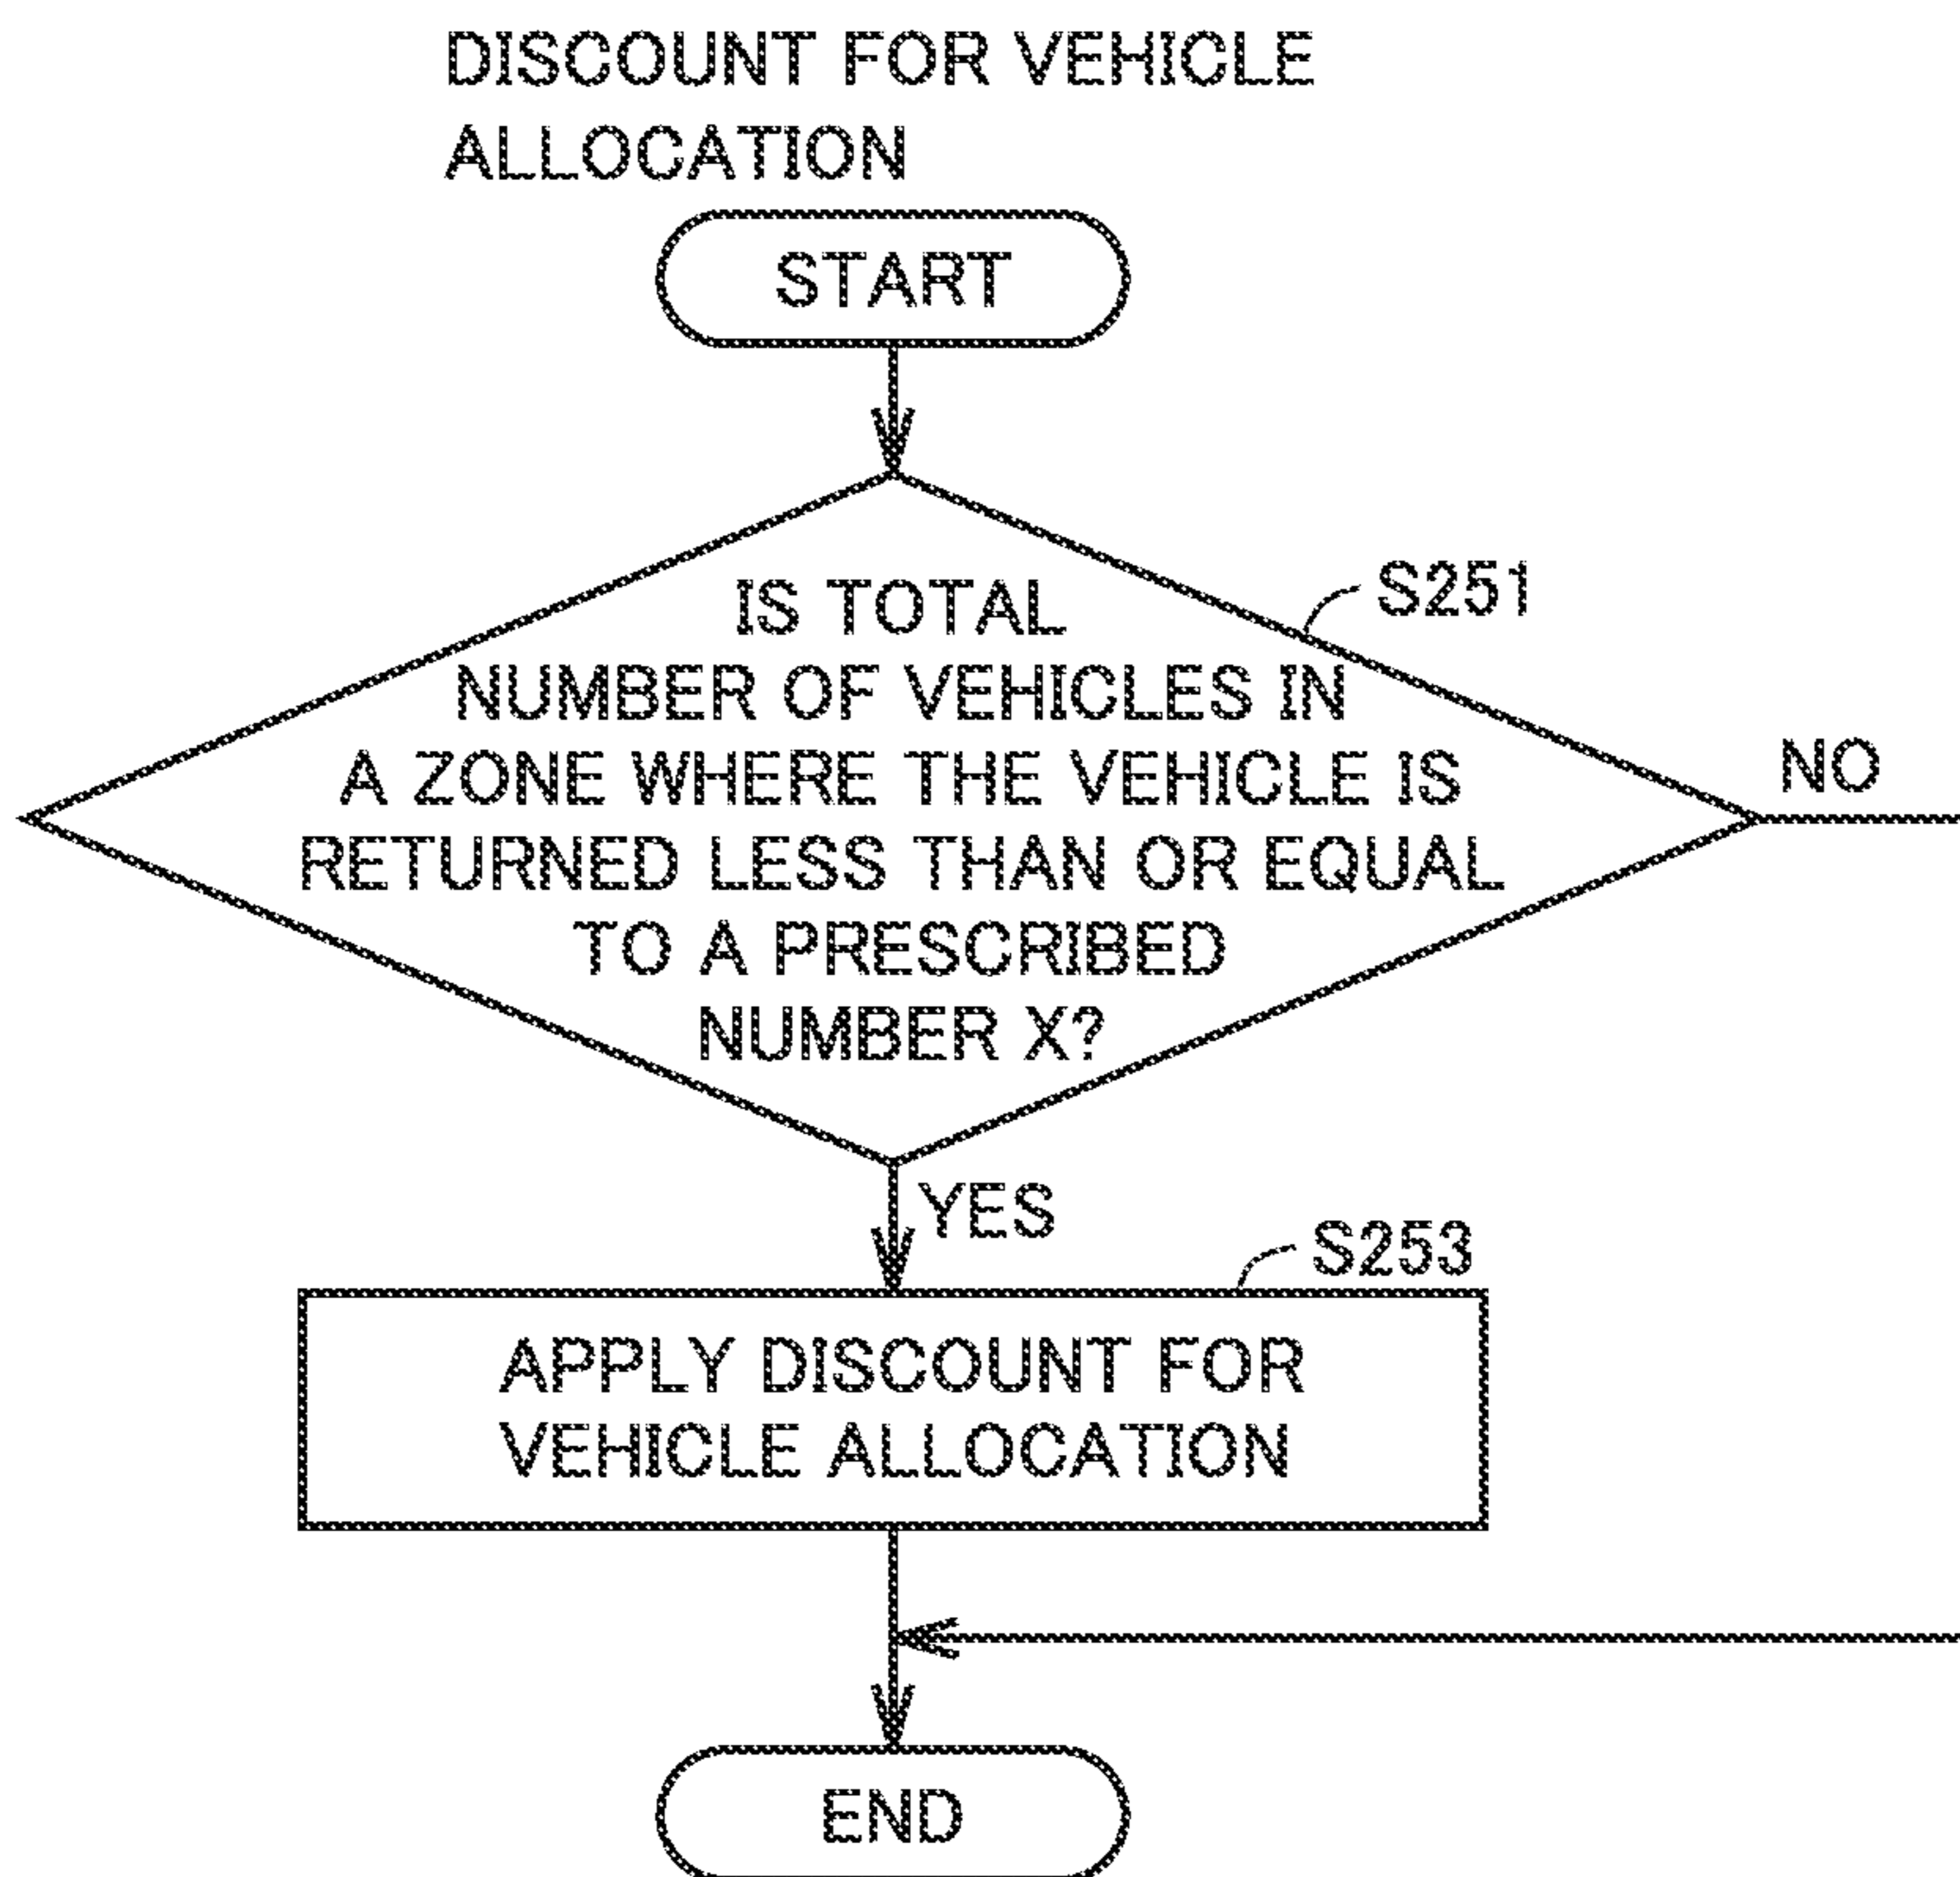 DISCOUNT FOR VEHICLE
ALLOCATION
START
S251
IS TOTAL
NUMBER OF VEHICLES IN
A ZONE WHERE THE VEHICLE IS
RETURNED LESS THAN OR EQUAL
TO A PRESCRIBED
NUMBER X?
NO
YES
S253
APPLY DISCOUNT FOR
VEHICLE ALLOCATION
END